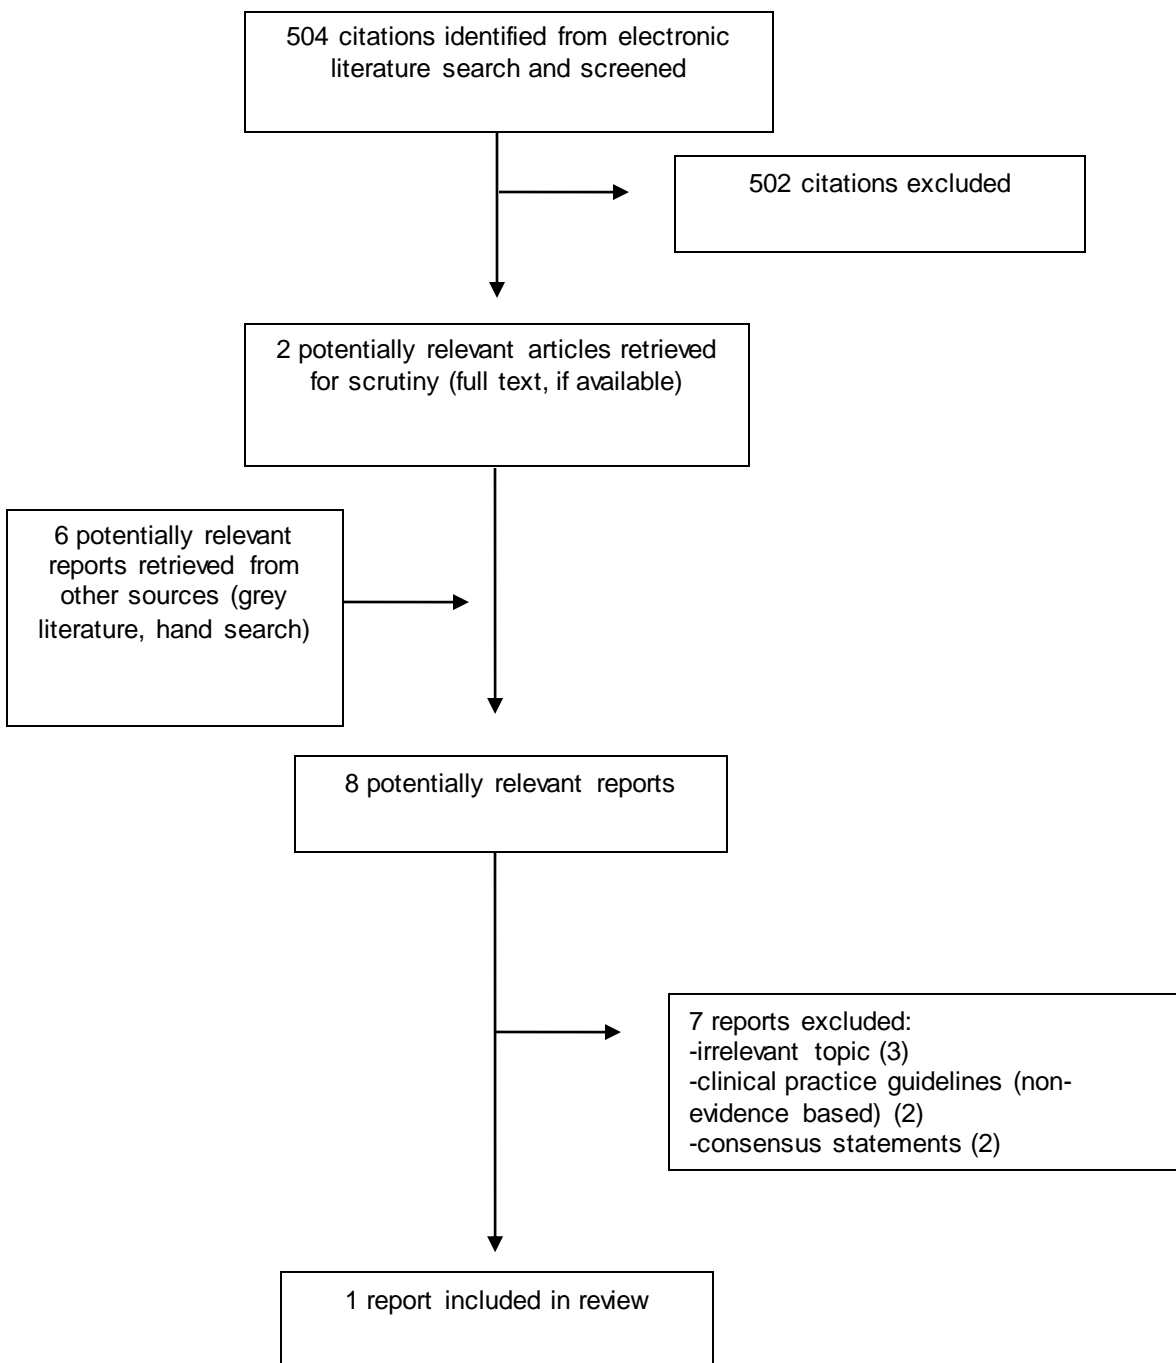 504 citations identified from electronic
literature search and screened
502 citations excluded
2 potentially relevant articles retrieved
for scrutiny (full text, if available)
6 potentially relevant
reports retrieved from
other sources (grey
literature, hand search)
8 potentially relevant reports
7 reports excluded:
-irrelevant topic (3)
-clinical practice guidelines (non-
evidence based) (2)
-consensus statements (2)
1 report included in review